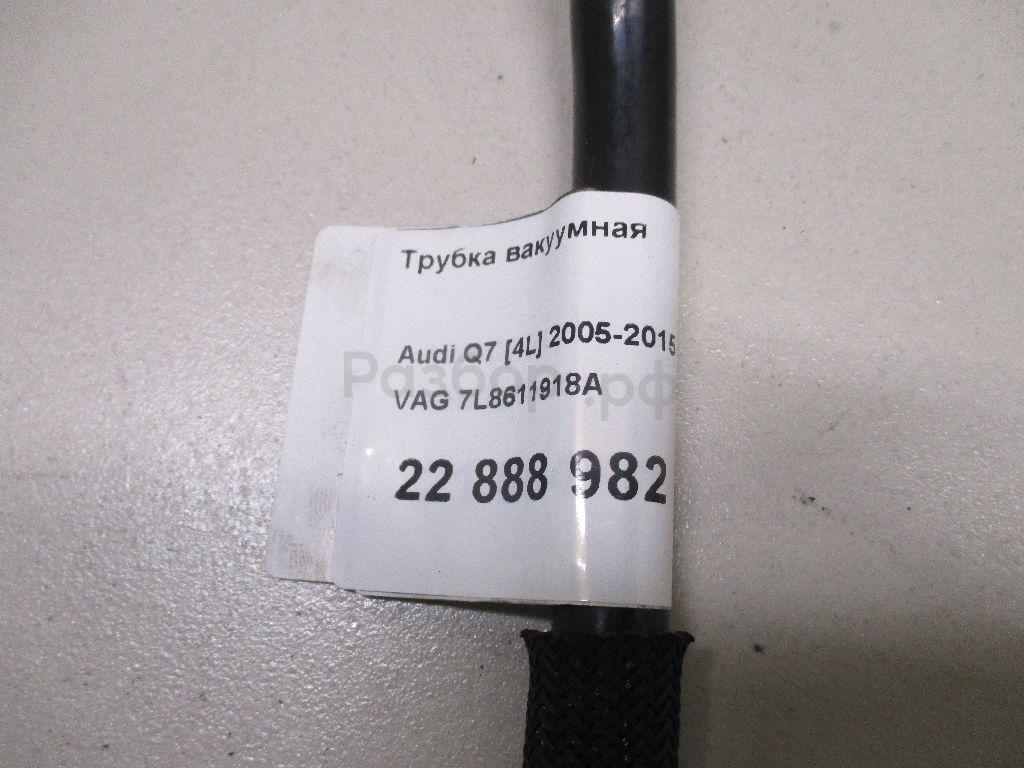 Трубка вакуумная
Audi Q7 [4L] 2005-2015
Разбор.рф
VAG 7L8611918A
22 888 982